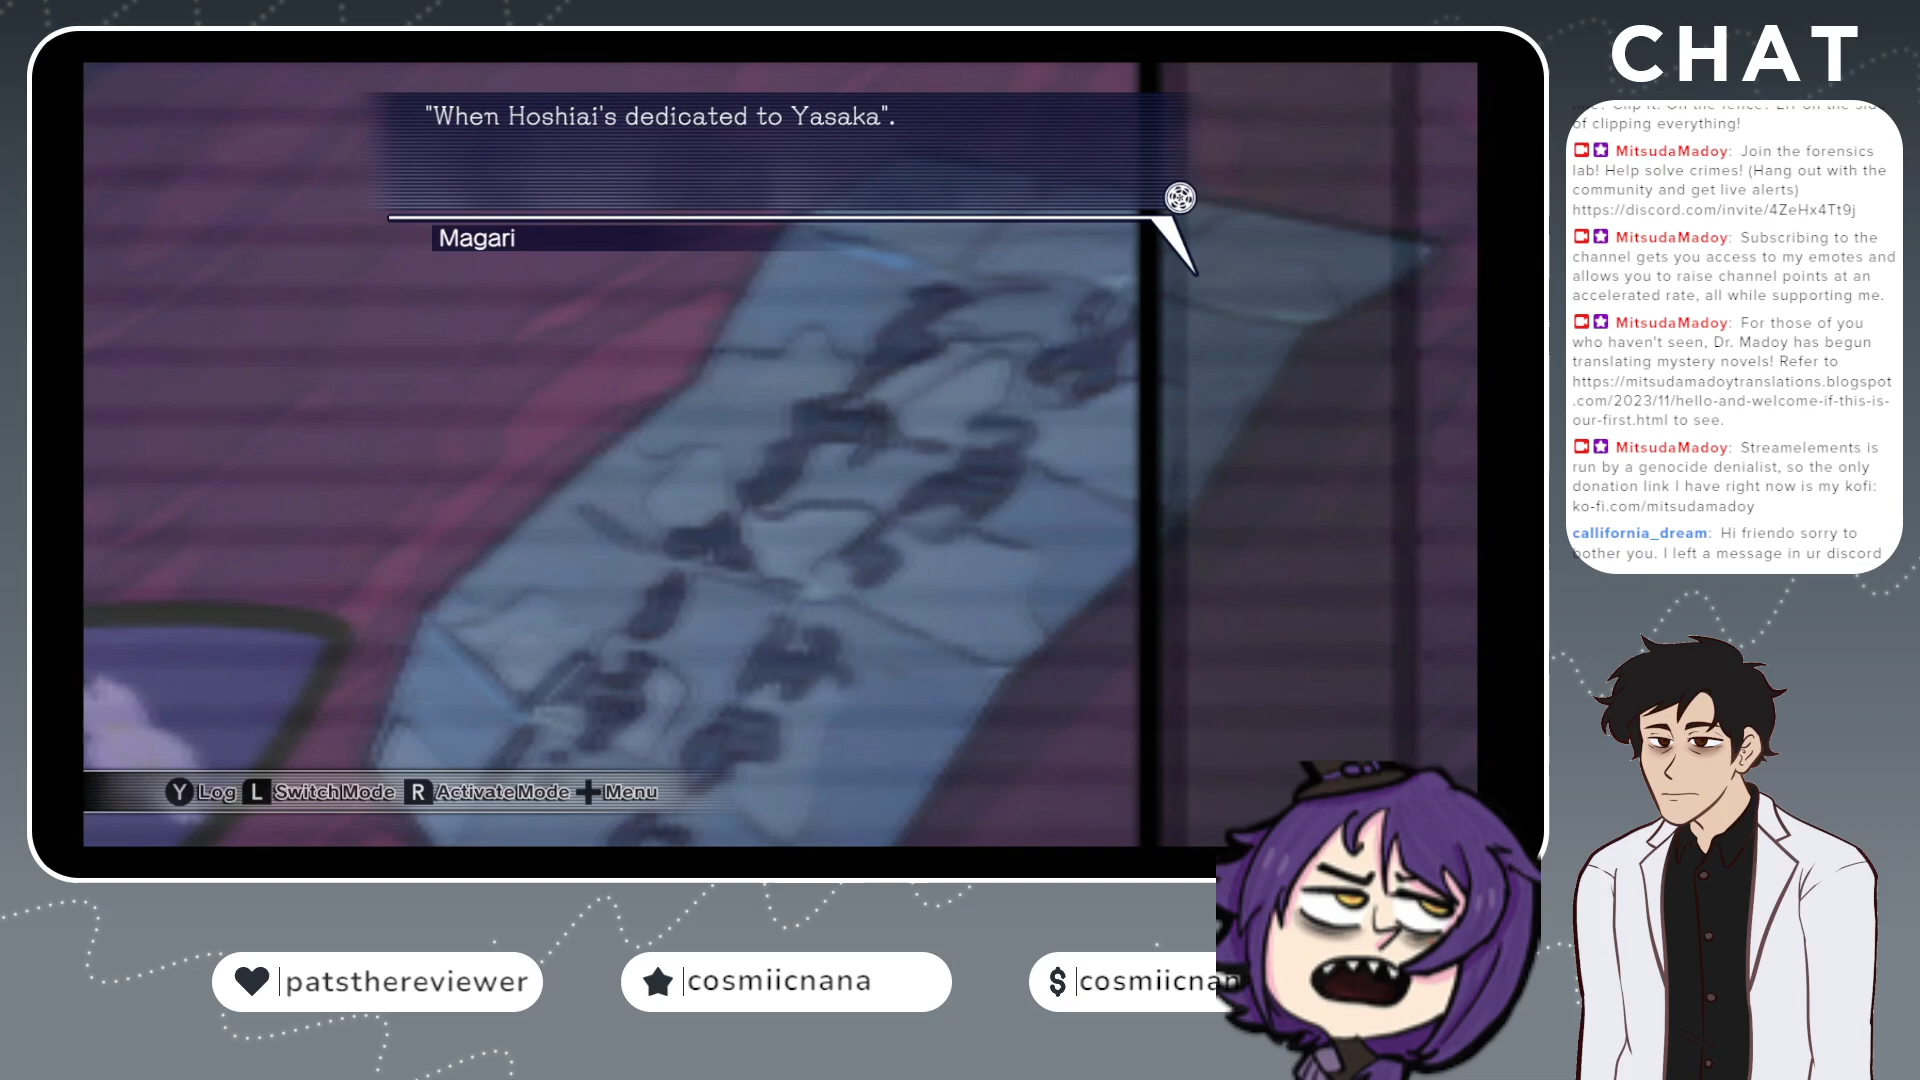 "When Hoshiai's dedicated to Yasaka".
Magari
Y Log L SwitchMode R ActivateMode + Menu
CHAT
of clipping everything!
MitsudaMadoy: Join the forensics
lab! Help solve crimes! (Hang out with the
community and get live alerts)
https://discord.com/invite/4ZeHx4Tt9j
MitsudaMadoy: Subscribing to the
channel gets you access to my emotes and
allows you to raise channel points at an
accelerated rate, all while supporting me.
MitsudaMadoy: For those of you
who haven't seen, Dr. Madoy has begun
translating mystery novels! Refer to
https://mitsudamadoytranslations.blogspot
.com/2023/11/hello-and-welcome-if-this-is-
our-first.html to see.
MitsudaMadoy: Streamelements is
run by a genocide denialist, so the only
donation link I have right now is my kofi:
ko-fi.com/mitsudamadoy
callifornia_dream: Hi friendo sorry to
bother you. I left a message in ur discord
patsthereviewer
cosmiicnana
$ cosmiicnan